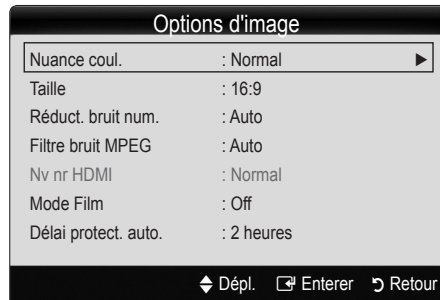 Options d'image
Nuance coul. : Normal ▶
Taille : 16:9
Réduct. bruit num. : Auto
Filtre bruit MPEG : Auto
Nv nr HDMI : Normal
Mode Film : Off
Délai protect. auto. : 2 heures
Dépl. Enterer Retour